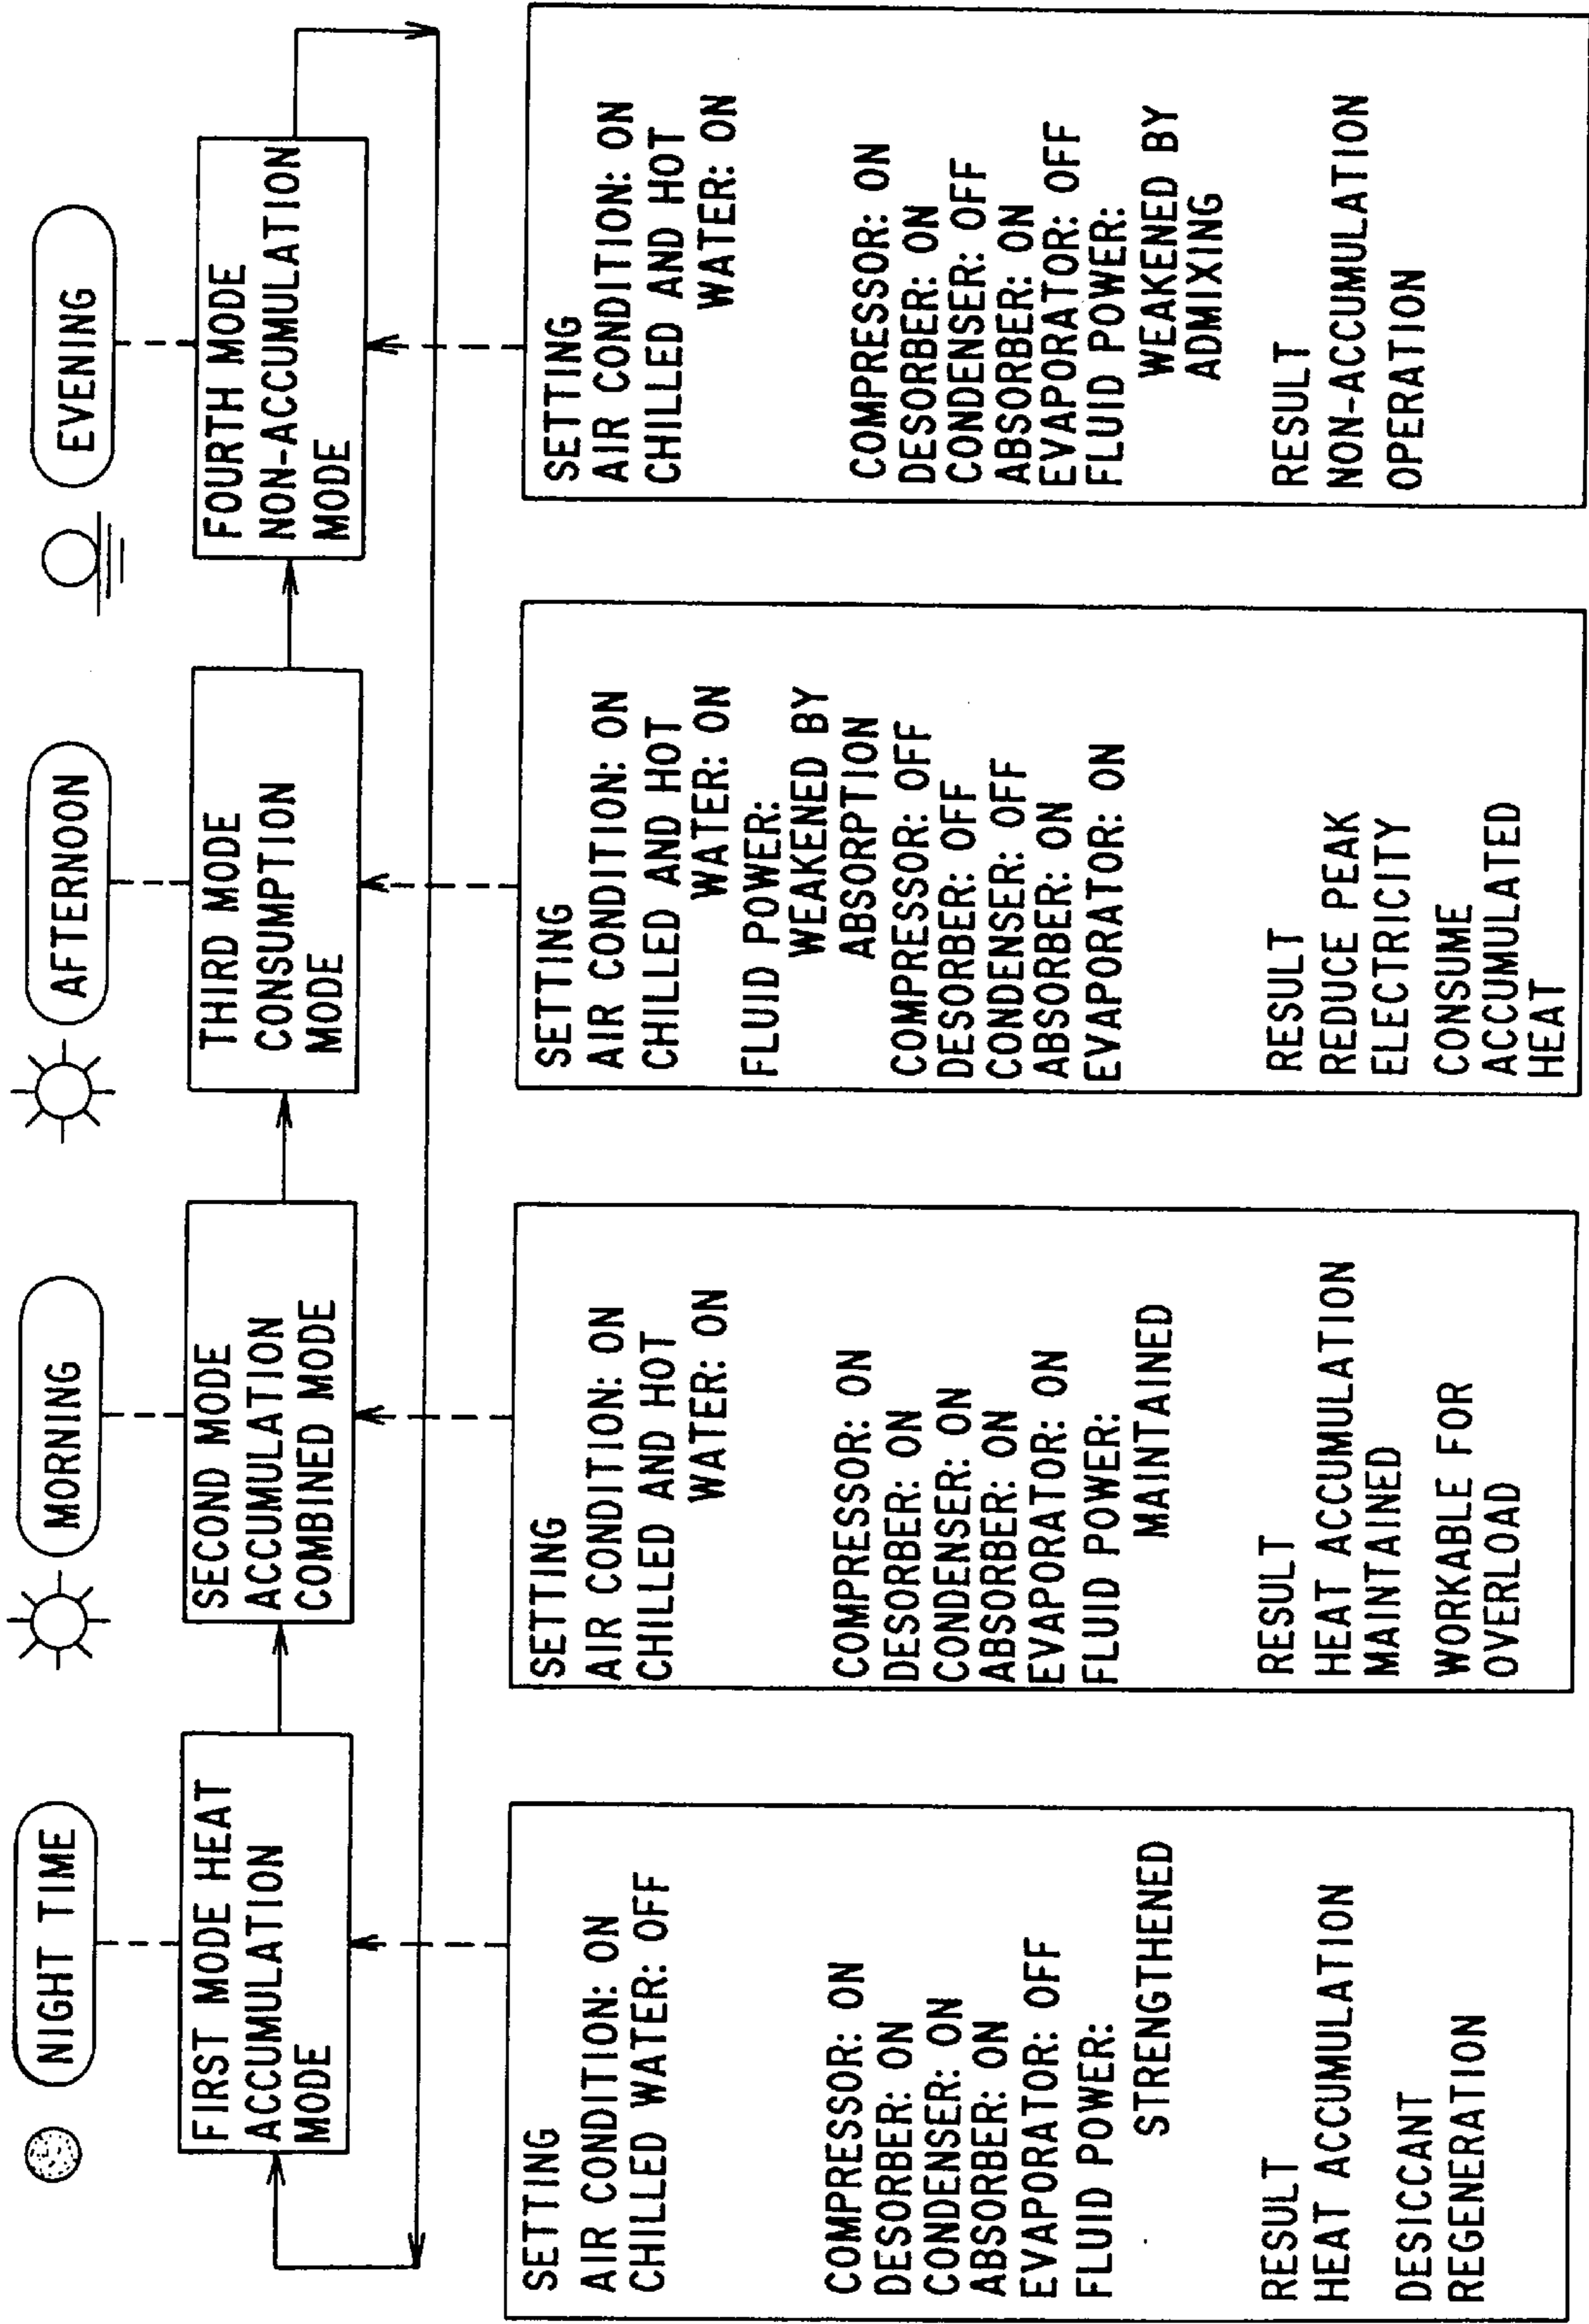 NIGHT TIME
FIRST MODE HEAT
ACCUMULATION
MODE
SETTING
AIR CONDITION: ON
CHILLED WATER: OFF
COMPRESSOR: ON
DESORBER: ON
CONDENSER: ON
ABSORBER: ON
EVAPORATOR: OFF
FLUID POWER:
STRENGTHENED
RESULT
HEAT ACCUMULATION
DESICCANT
REGENERATION
MORNING
SECOND MODE
ACCUMULATION
COMBINED MODE
SETTING
AIR CONDITION: ON
CHILLED AND HOT
WATER: ON
COMPRESSOR: ON
DESORBER: ON
CONDENSER: ON
ABSORBER: ON
EVAPORATOR: ON
FLUID POWER:
MAINTAINED
RESULT
HEAT ACCUMULATION
MAINTAINED
WORKABLE FOR
OVERLOAD
AFTERNOON
THIRD MODE
CONSUMPTION
MODE
SETTING
AIR CONDITION: ON
CHILLED AND HOT
WATER: ON
FLUID POWER:
WEAKENED BY
ABSORPTION
COMPRESSOR: OFF
DESORBER: OFF
CONDENSER: OFF
ABSORBER: ON
EVAPORATOR: ON
RESULT
REDUCE PEAK
ELECTRICITY
CONSUME
ACCUMULATED
HEAT
EVENING
FOURTH MODE
NON-ACCUMULATION
MODE
SETTING
AIR CONDITION: ON
CHILLED AND HOT
WATER: ON
COMPRESSOR: ON
DESORBER: ON
CONDENSER: OFF
ABSORBER: ON
EVAPORATOR: OFF
FLUID POWER:
WEAKENED BY
ADMIXING
RESULT
NON-ACCUMULATION
OPERATION